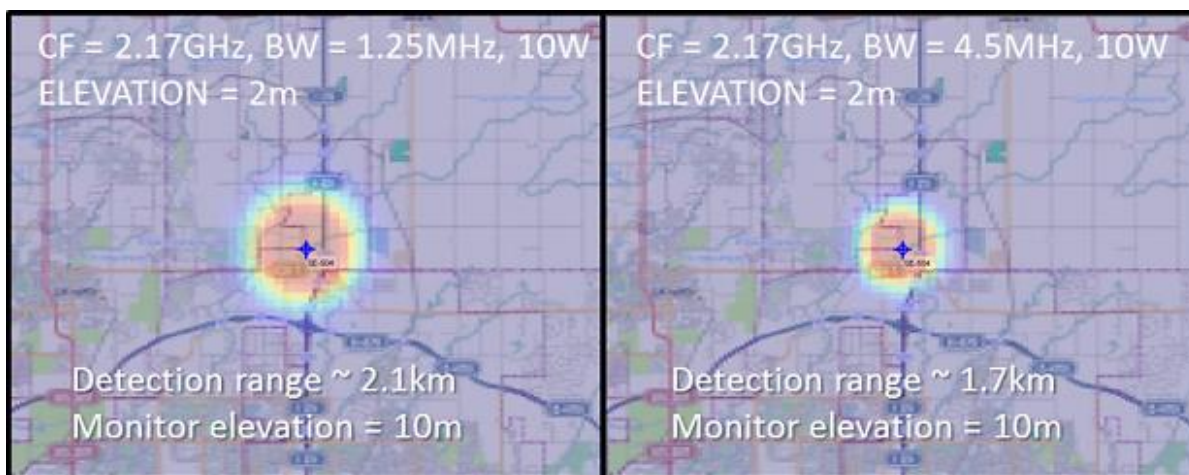 CF = 2.17GHz, BW = 1.25MHz, 10W
ELEVATION = 2m
Detection range ~ 2.1km
Monitor elevation = 10m
CF = 2.17GHz, BW = 4.5MHz, 10W
ELEVATION = 2m
Detection range ~ 1.7km
Monitor elevation = 10m